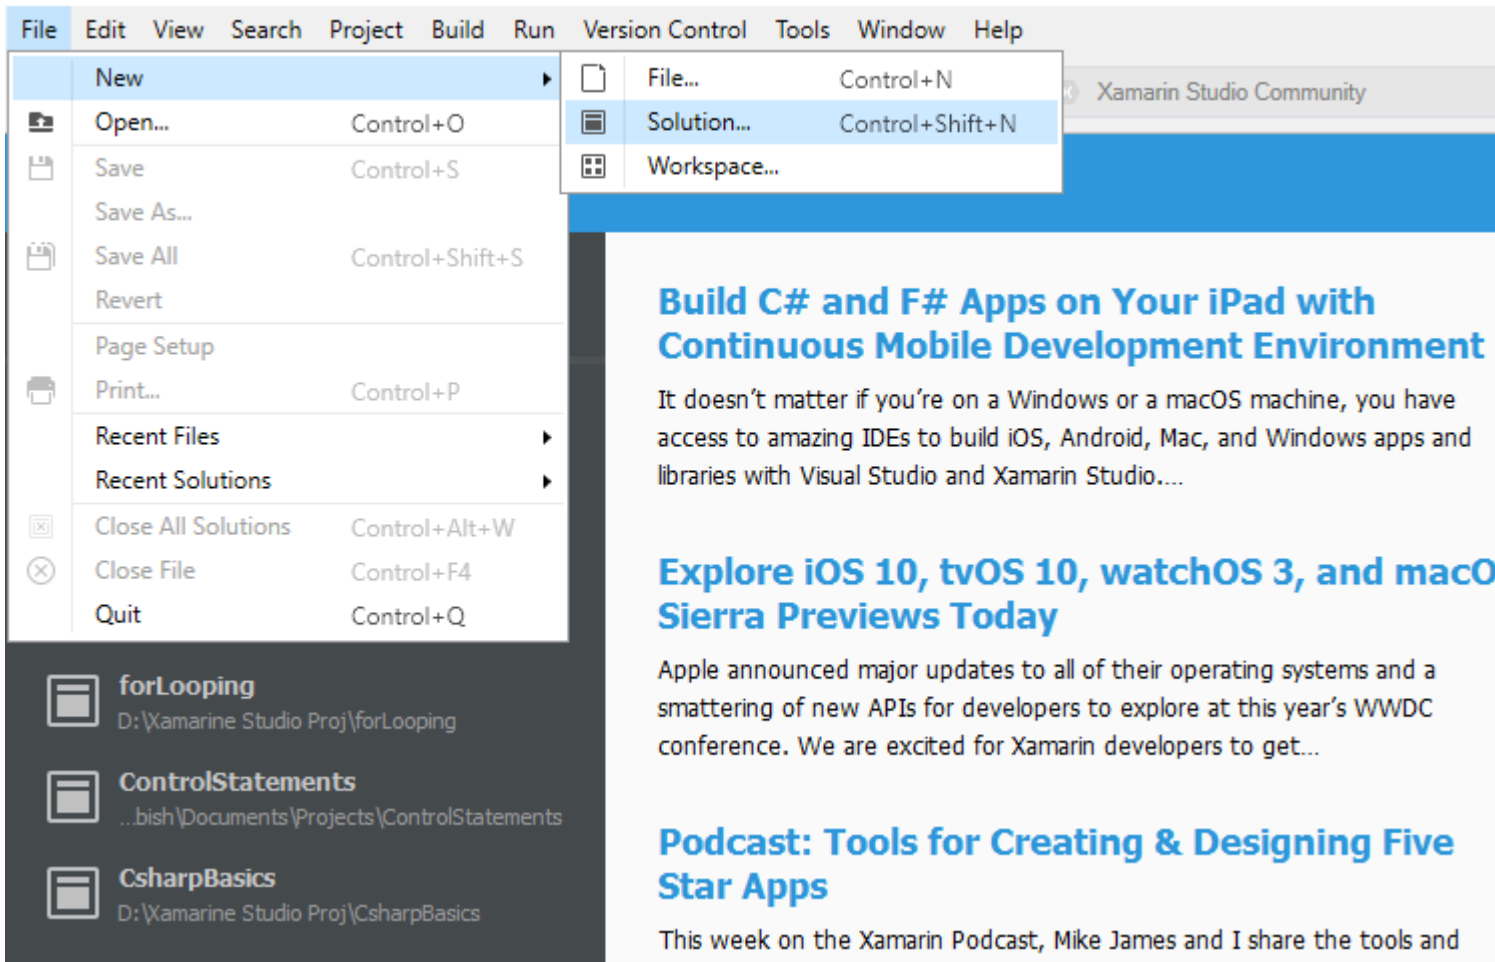 File Edit View Search Project Build Run Version Control Tools Window Help
New
Open... Control+O
Save Control+S
Save As...
Save All Control+Shift+S
Revert
Page Setup
Print... Control+P
Recent Files
Recent Solutions
Close All Solutions Control+Alt+W
Close File Control+F4
Quit Control+Q
File... Control+N
Solution... Control+Shift+N
Workspace...
Xamarin Studio Community
forLooping
D:\Xamarine Studio Proj\forLooping
ControlStatements
...bish\Documents\Projects\ControlStatements
CsharpBasics
D:\Xamarine Studio Proj\CsharpBasics
Build C# and F# Apps on Your iPad with
Continuous Mobile Development Environment
It doesn’t matter if you’re on a Windows or a macOS machine, you have
access to amazing IDEs to build iOS, Android, Mac, and Windows apps and
libraries with Visual Studio and Xamarin Studio....
Explore iOS 10, tvOS 10, watchOS 3, and macO
Sierra Previews Today
Apple announced major updates to all of their operating systems and a
smattering of new APIs for developers to explore at this year’s WWDC
conference. We are excited for Xamarin developers to get...
Podcast: Tools for Creating & Designing Five
Star Apps
This week on the Xamarin Podcast, Mike James and I share the tools and